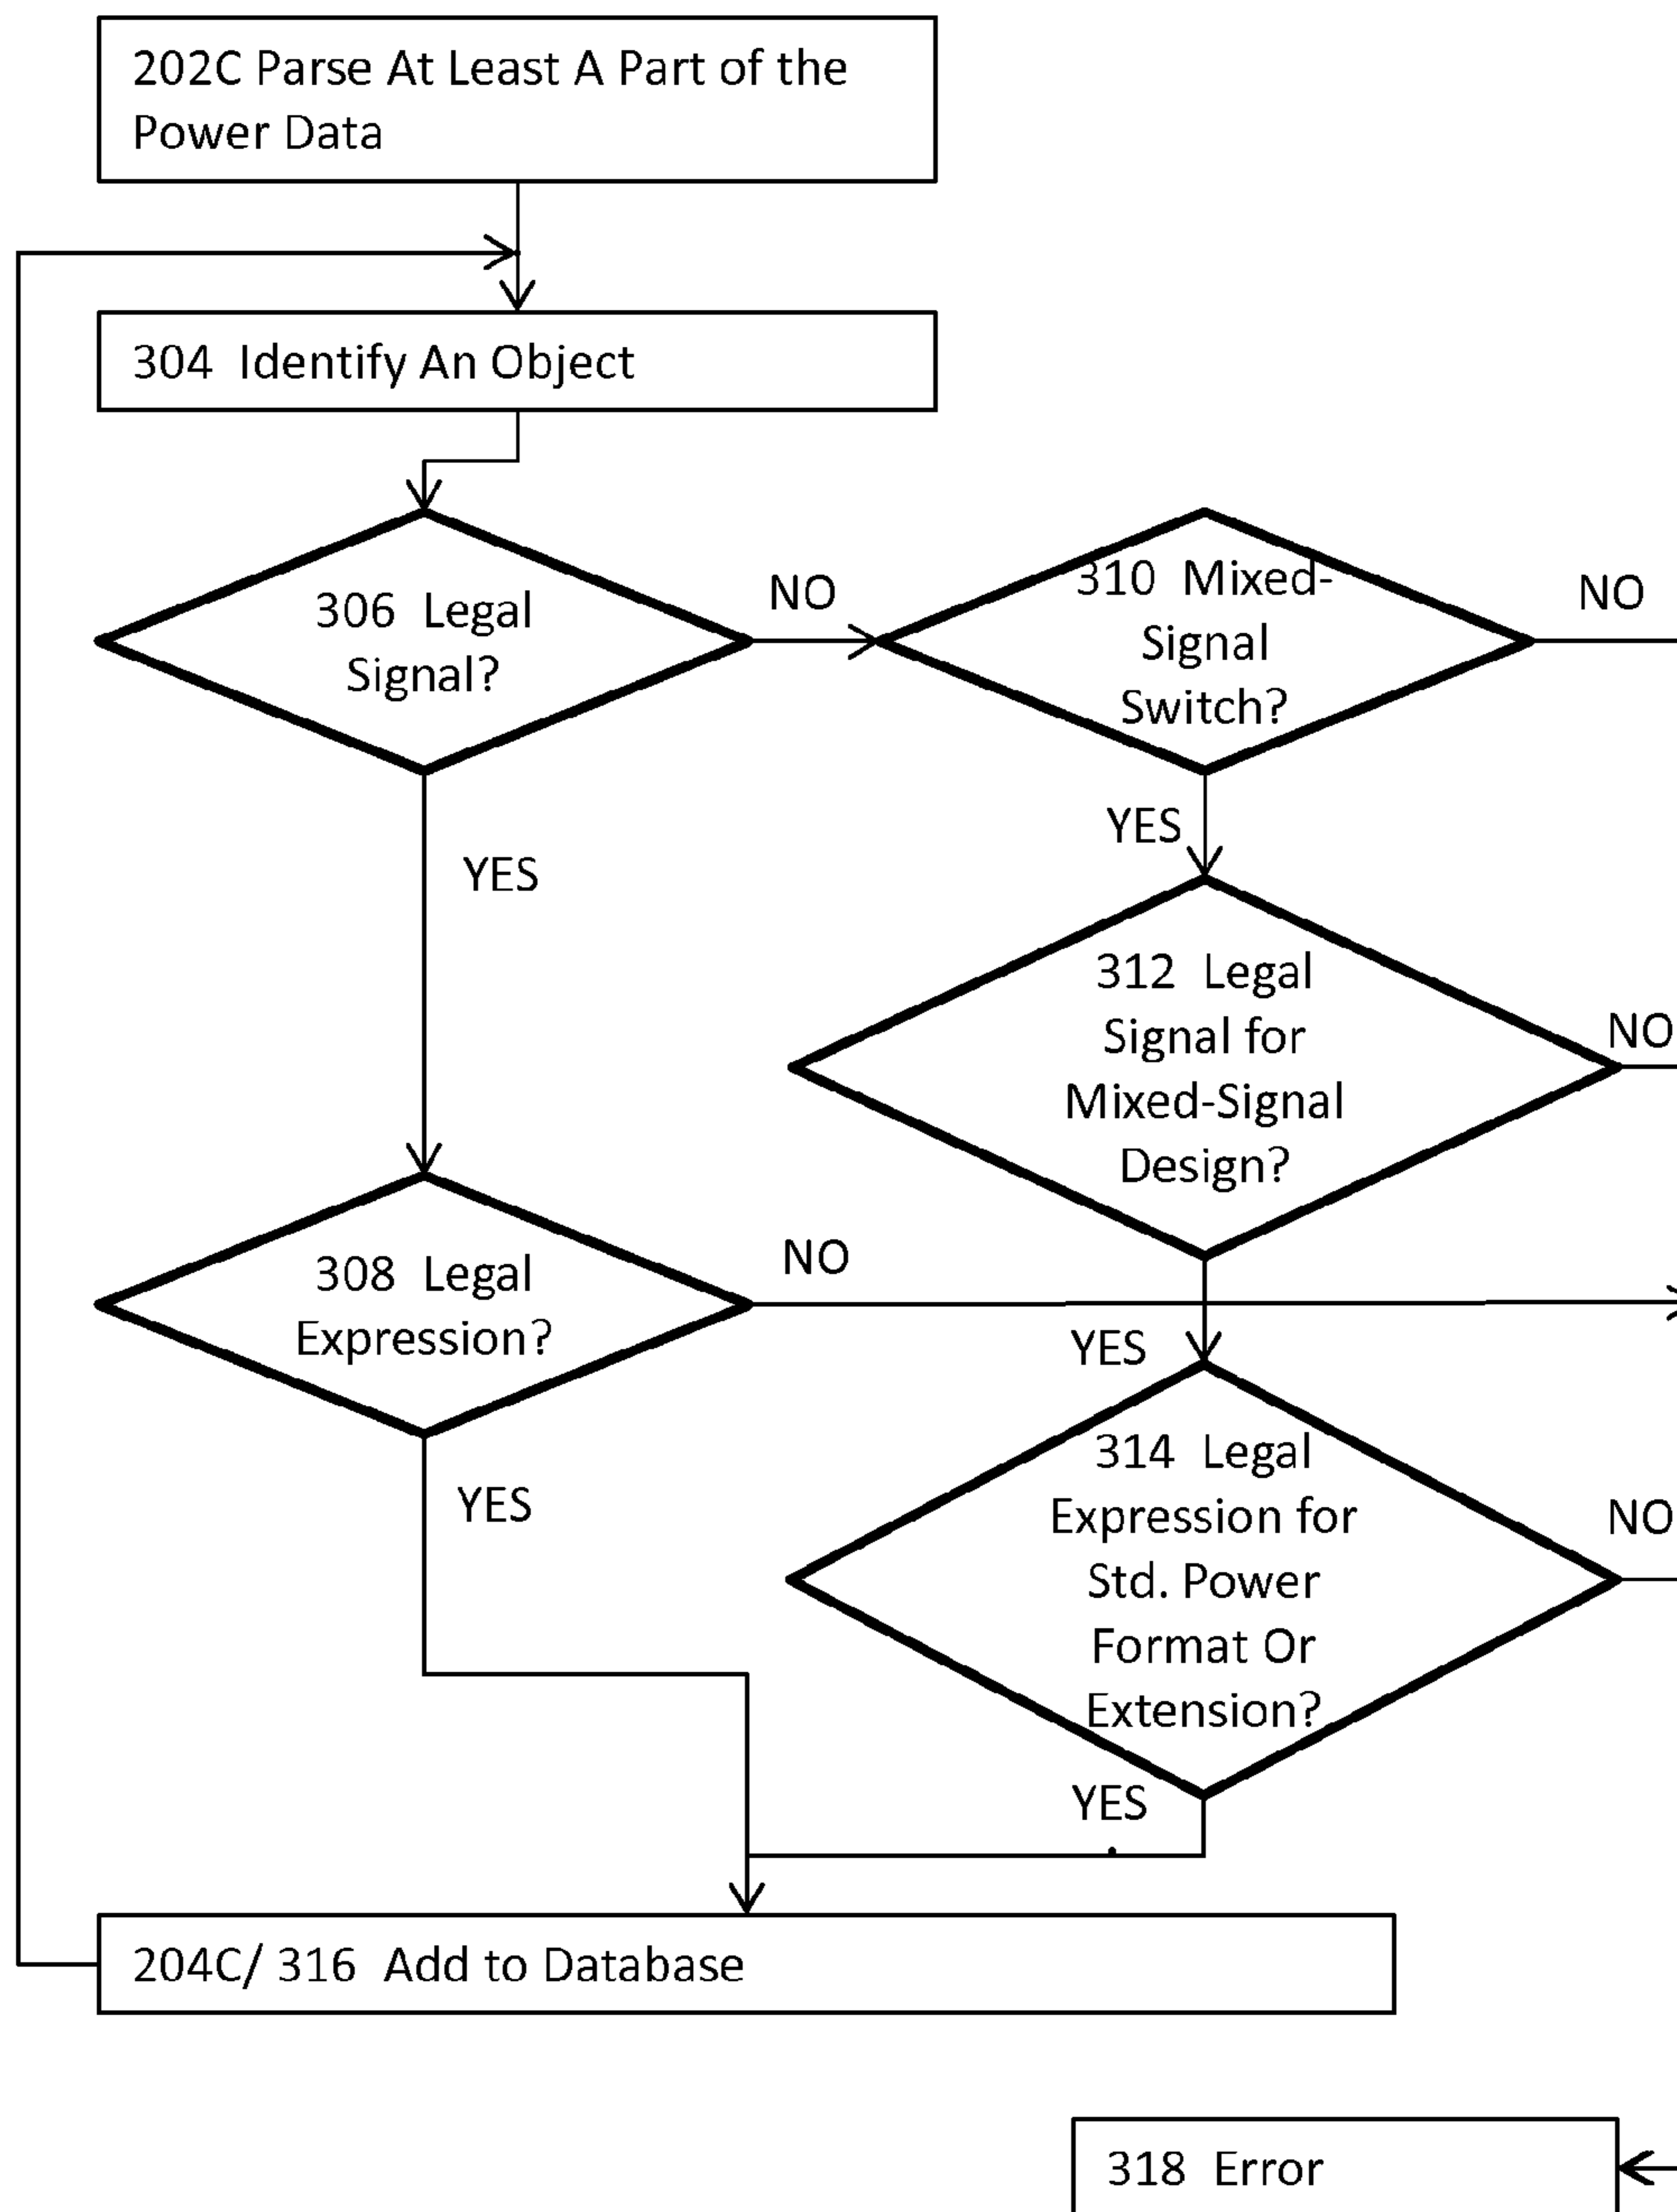 202C Parse At Least A Part of the
Power Data
304 Identify An Object
306 Legal
Signal?
NO
310 Mixed-
Signal
Switch?
NO
YES
YES
312 Legal
Signal for
Mixed-Signal
Design?
NO
308 Legal
Expression?
NO
YES
314 Legal
Expression for
Std. Power
Format Or
Extension?
NO
YES
YES
204C/ 316 Add to Database
318 Error